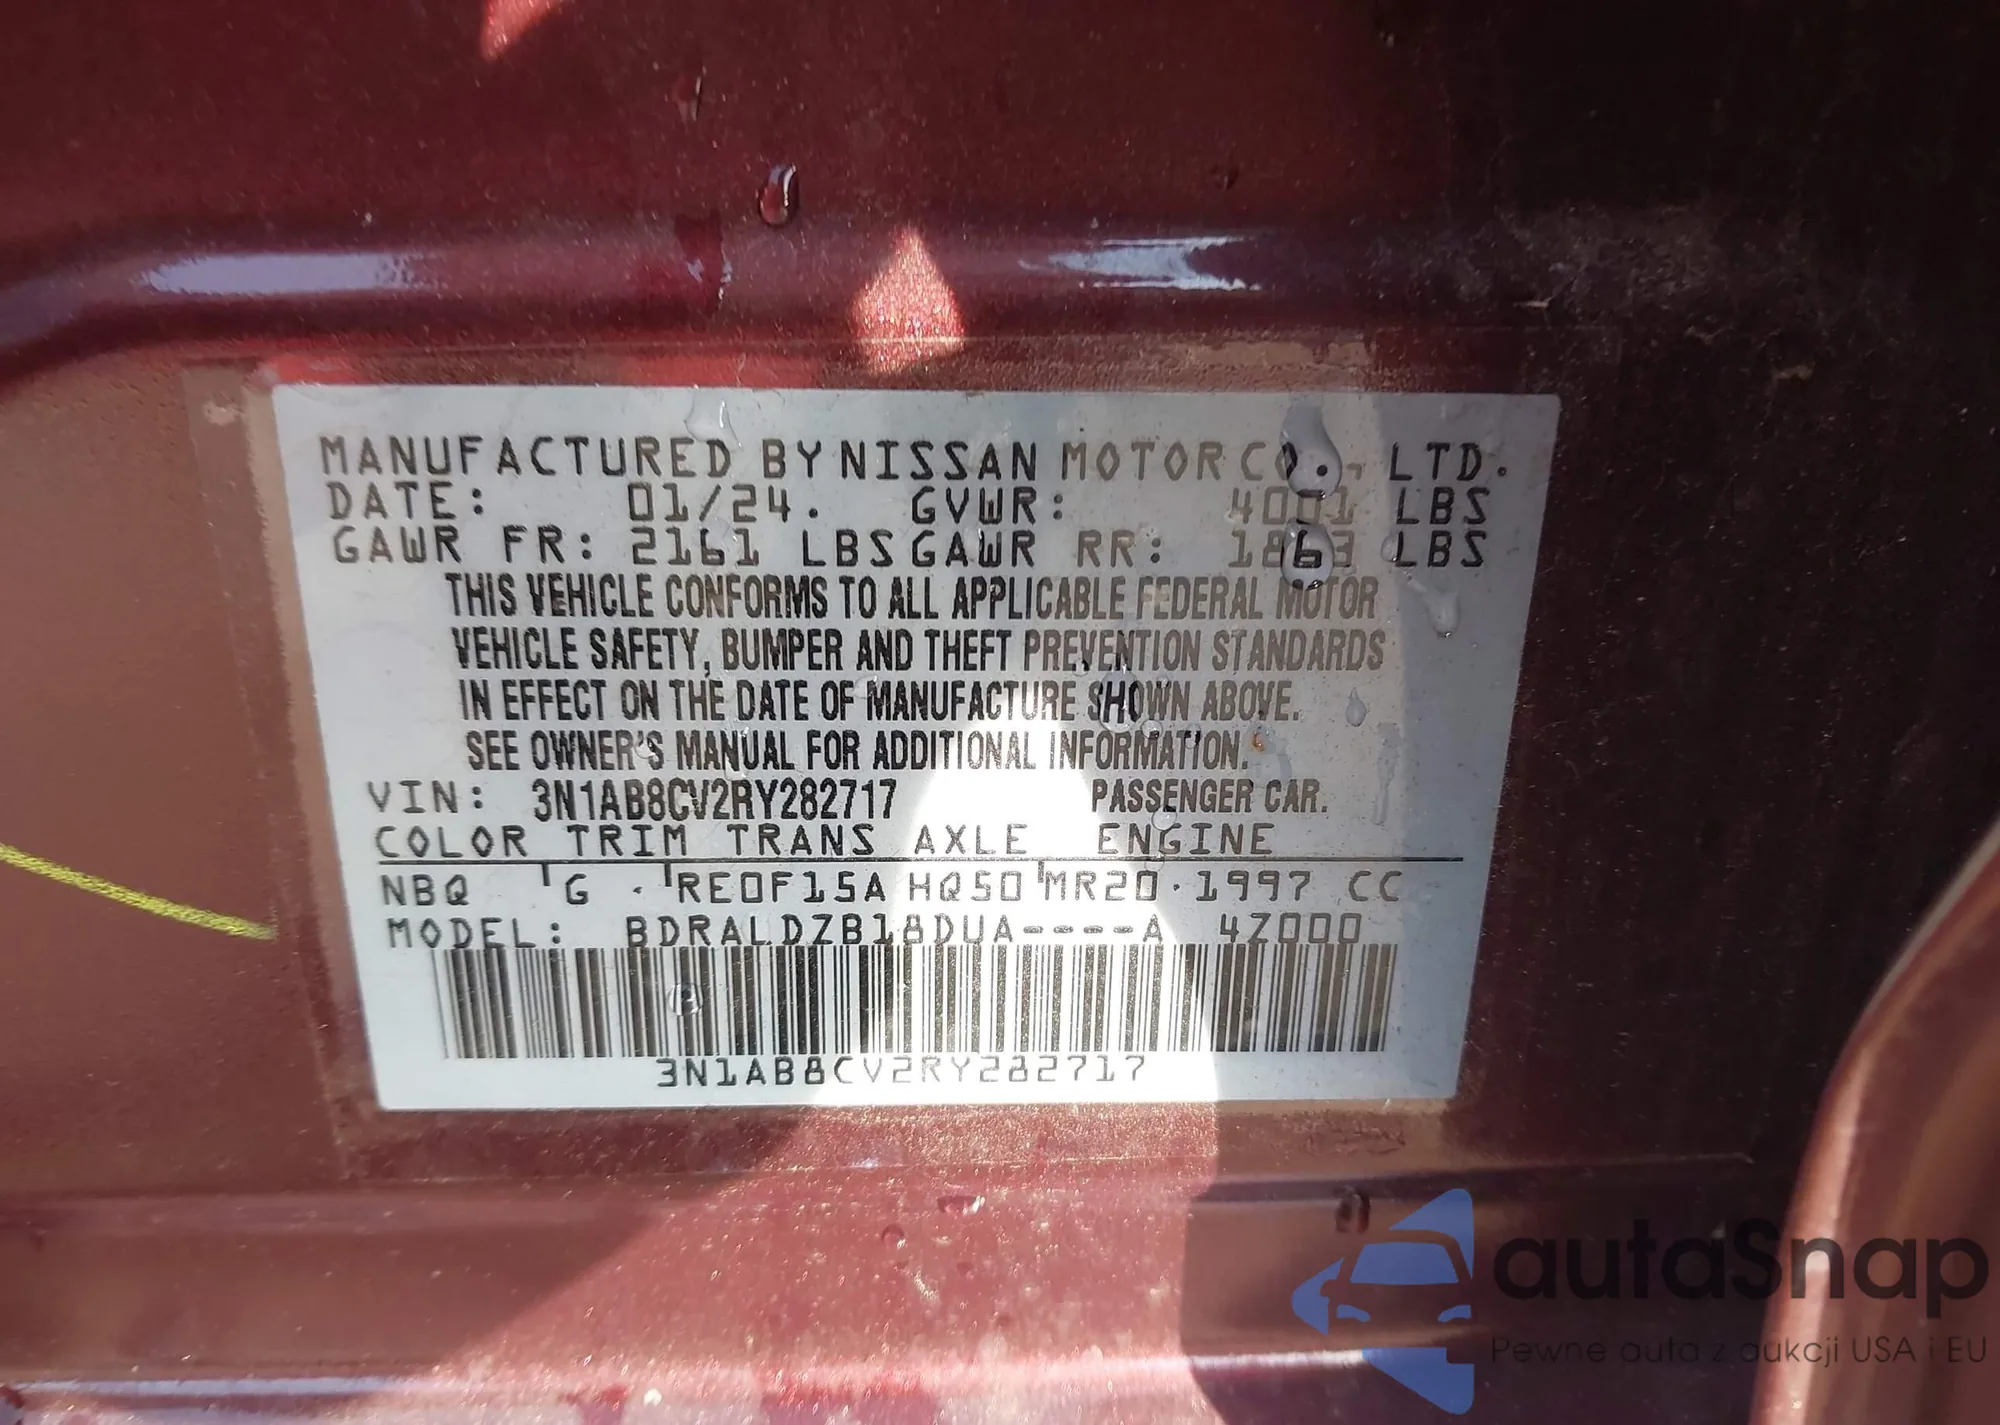 MANUFACTURED BY NISSAN MOTOR CO., LTD.
DATE: 01/24. GVWR: 4001 LBS
GAWR FR: 2161 LBS GAWR RR: 1863 LBS
THIS VEHICLE CONFORMS TO ALL APPLICABLE FEDERAL MOTOR
VEHICLE SAFETY, BUMPER AND THEFT PREVENTION STANDARDS
IN EFFECT ON THE DATE OF MANUFACTURE SHOWN ABOVE.
SEE OWNER'S MANUAL FOR ADDITIONAL INFORMATION.
VIN: 3N1AB8CV2RY282717 PASSENGER CAR.
COLOR TRIM TRANS AXLE ENGINE
NBQ G RE0F15A HQ50 MR20 1997 CC
MODEL: BDRALDZB18DUA----A 4Z000
3N1AB8CV2RY282717
autaSnap
Pewne auta z aukcji USA i EU